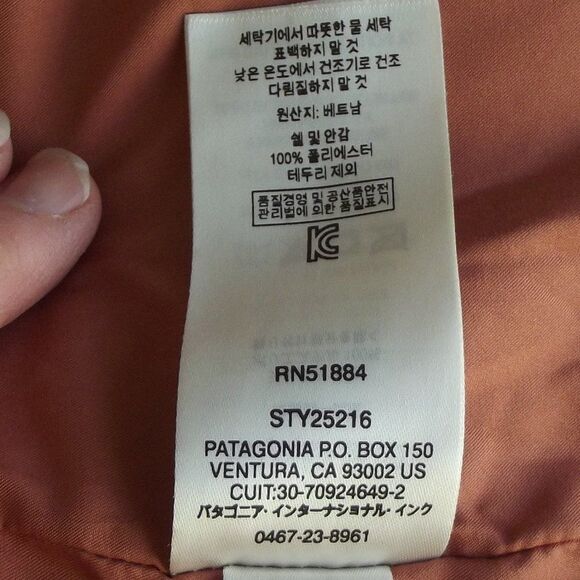 세탁기에서 따뜻한 물 세탁
표백하지 말 것
낮은 온도에서 건조기로 건조
다림질하지 말 것
원산지: 베트남
쉘 및 안감
100% 폴리에스터
테두리 제외
품질경영 및 공산품안전
관리법에 의한 품질표시
KC
RN51884
STY25216
PATAGONIA P.O. BOX 150
VENTURA, CA 93002 US
CUIT:30-70924649-2
パタゴニア・インターナショナル・インク
0467-23-8961